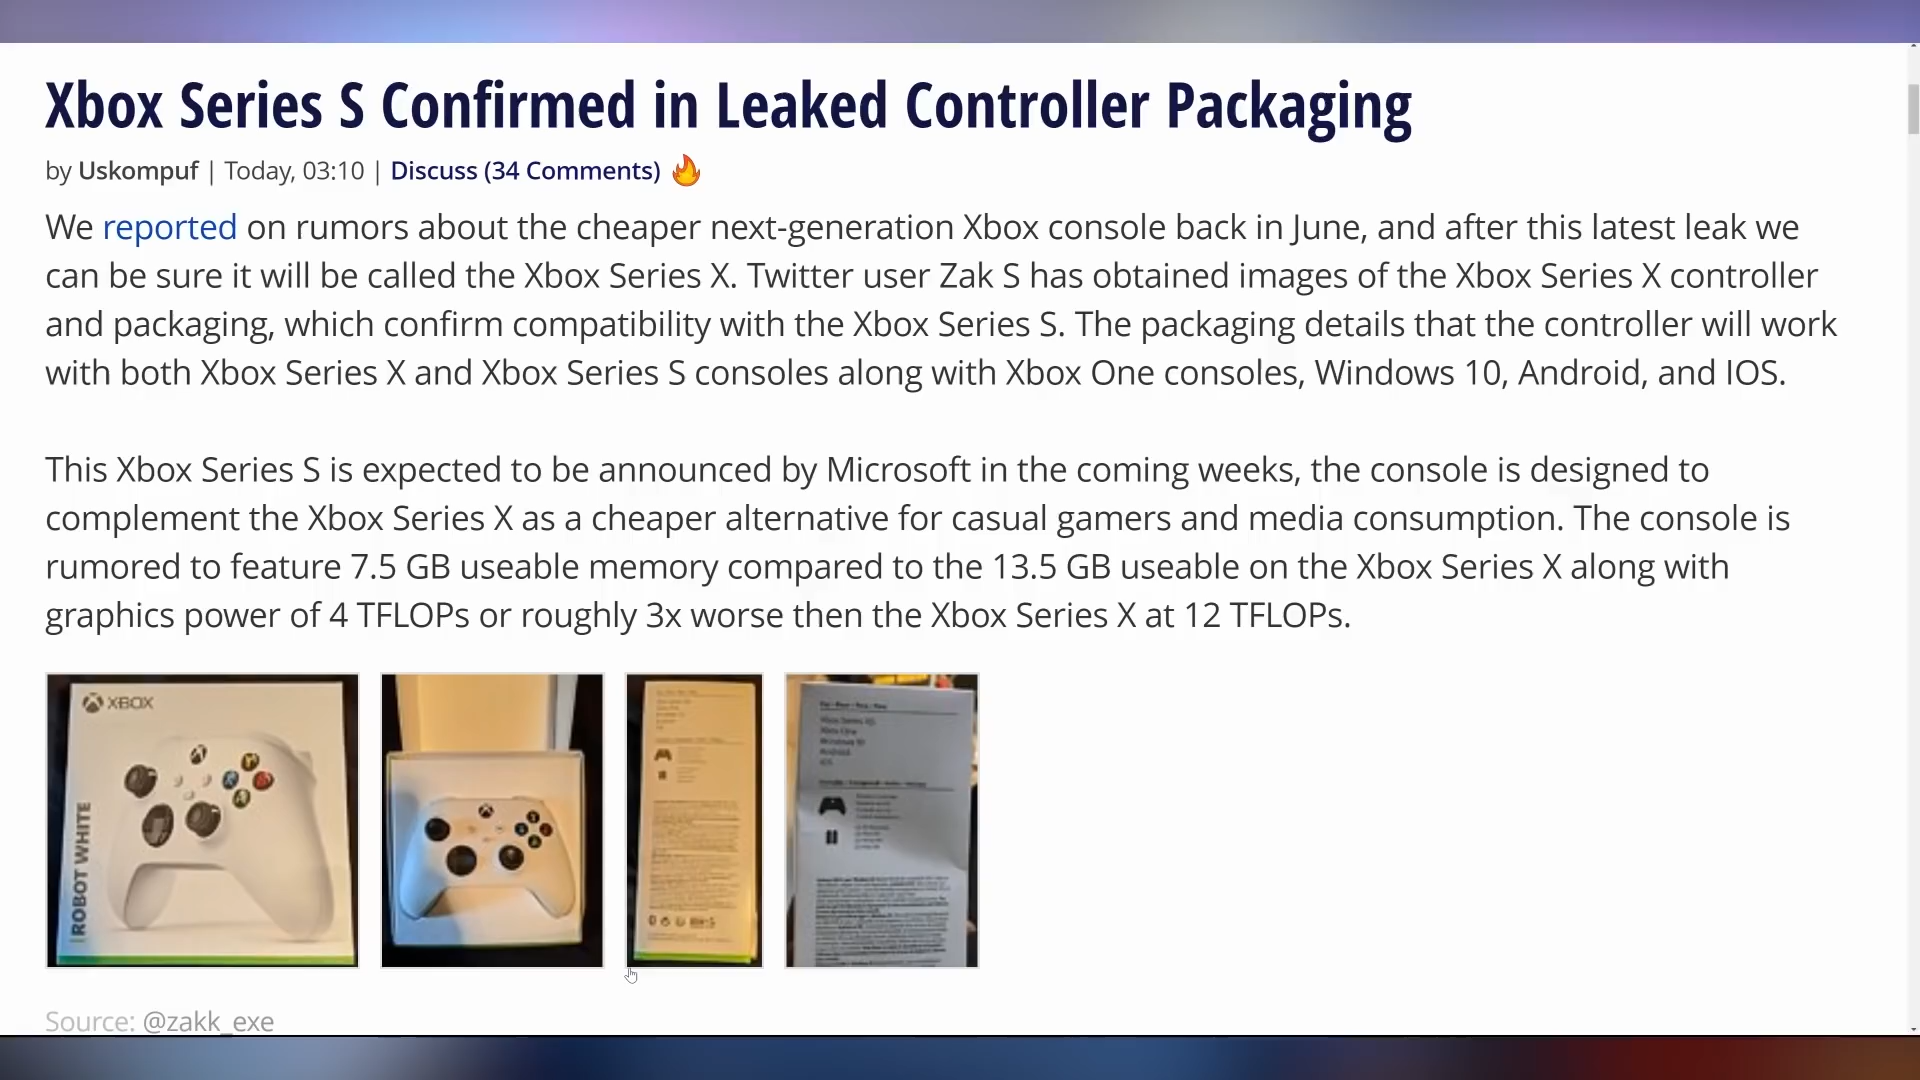 Xbox Series S Confirmed in Leaked Controller Packaging
by Uskompuf | Today, 03:10 | Discuss (34 Comments)
We reported on rumors about the cheaper next-generation Xbox console back in June, and after this latest leak we
can be sure it will be called the Xbox Series X. Twitter user Zak S has obtained images of the Xbox Series X controller
and packaging, which confirm compatibility with the Xbox Series S. The packaging details that the controller will work
with both Xbox Series X and Xbox Series S consoles along with Xbox One consoles, Windows 10, Android, and IOS.
This Xbox Series S is expected to be announced by Microsoft in the coming weeks, the console is designed to
complement the Xbox Series X as a cheaper alternative for casual gamers and media consumption. The console is
rumored to feature 7.5 GB useable memory compared to the 13.5 GB useable on the Xbox Series X along with
graphics power of 4 TFLOPs or roughly 3x worse then the Xbox Series X at 12 TFLOPs.
XBOX
ROBOT WHITE
Xbox One
Windows 10
Android
Source: @zakk_exe